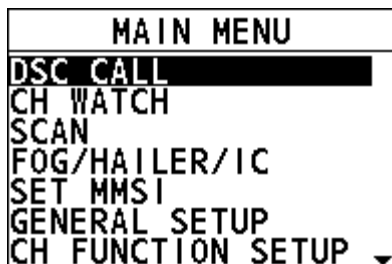 MAIN MENU
DSC CALL
CH WATCH
SCAN
FOG/HAILER/IC
SET MMSI
GENERAL SETUP
CH FUNCTION SETUP